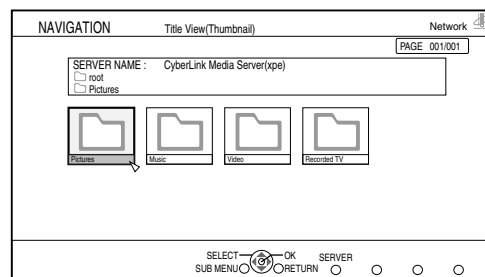 NAVIGATION Title View(Thumbnail) Network
PAGE 001/001
SERVER NAME : CyberLink Media Server(xpe)
root
Pictures
Pictures Music Video Recorded TV
SELECT OK SERVER
SUB MENU RETURN